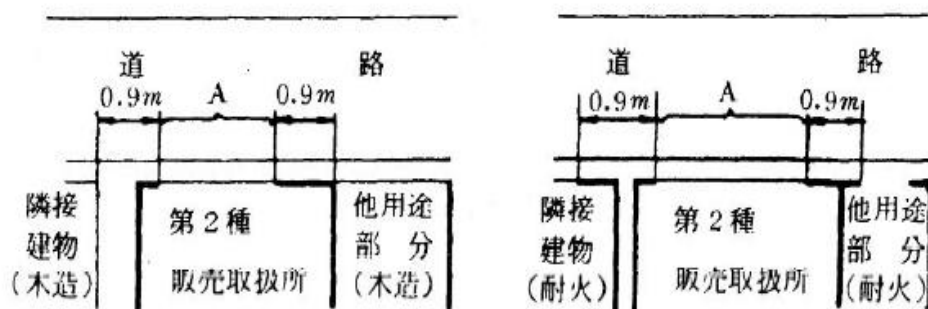 道 路
0.9m A 0.9m
隣接
建物
(木造)
第2種
販売取扱所
他用途
部 分
(木造)
道 路
0.9m A 0.9m
隣接
建物
(耐火)
第2種
販売取扱所
他用途
部 分
(耐火)